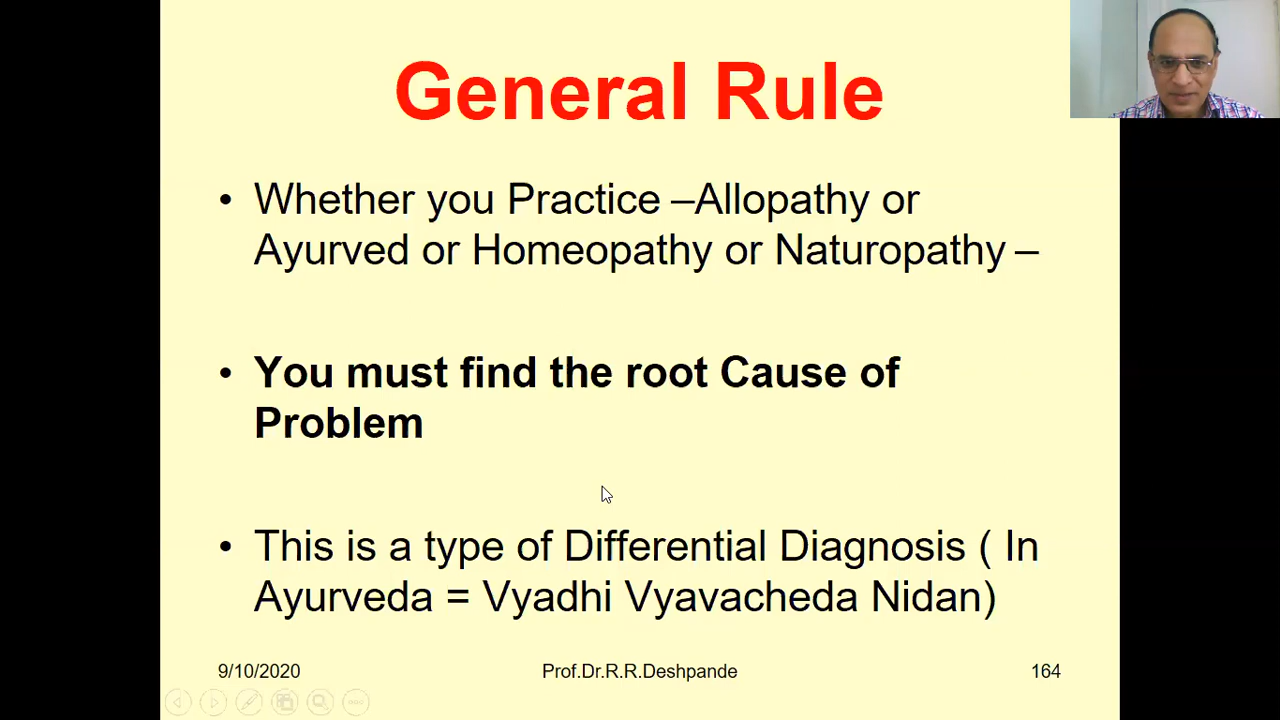 General Rule
• Whether you Practice –Allopathy or
Ayurved or Homeopathy or Naturopathy –
• You must find the root Cause of
Problem
• This is a type of Differential Diagnosis ( In
Ayurveda = Vyadhi Vyavacheda Nidan)
9/10/2020 Prof.Dr.R.R.Deshpande 164